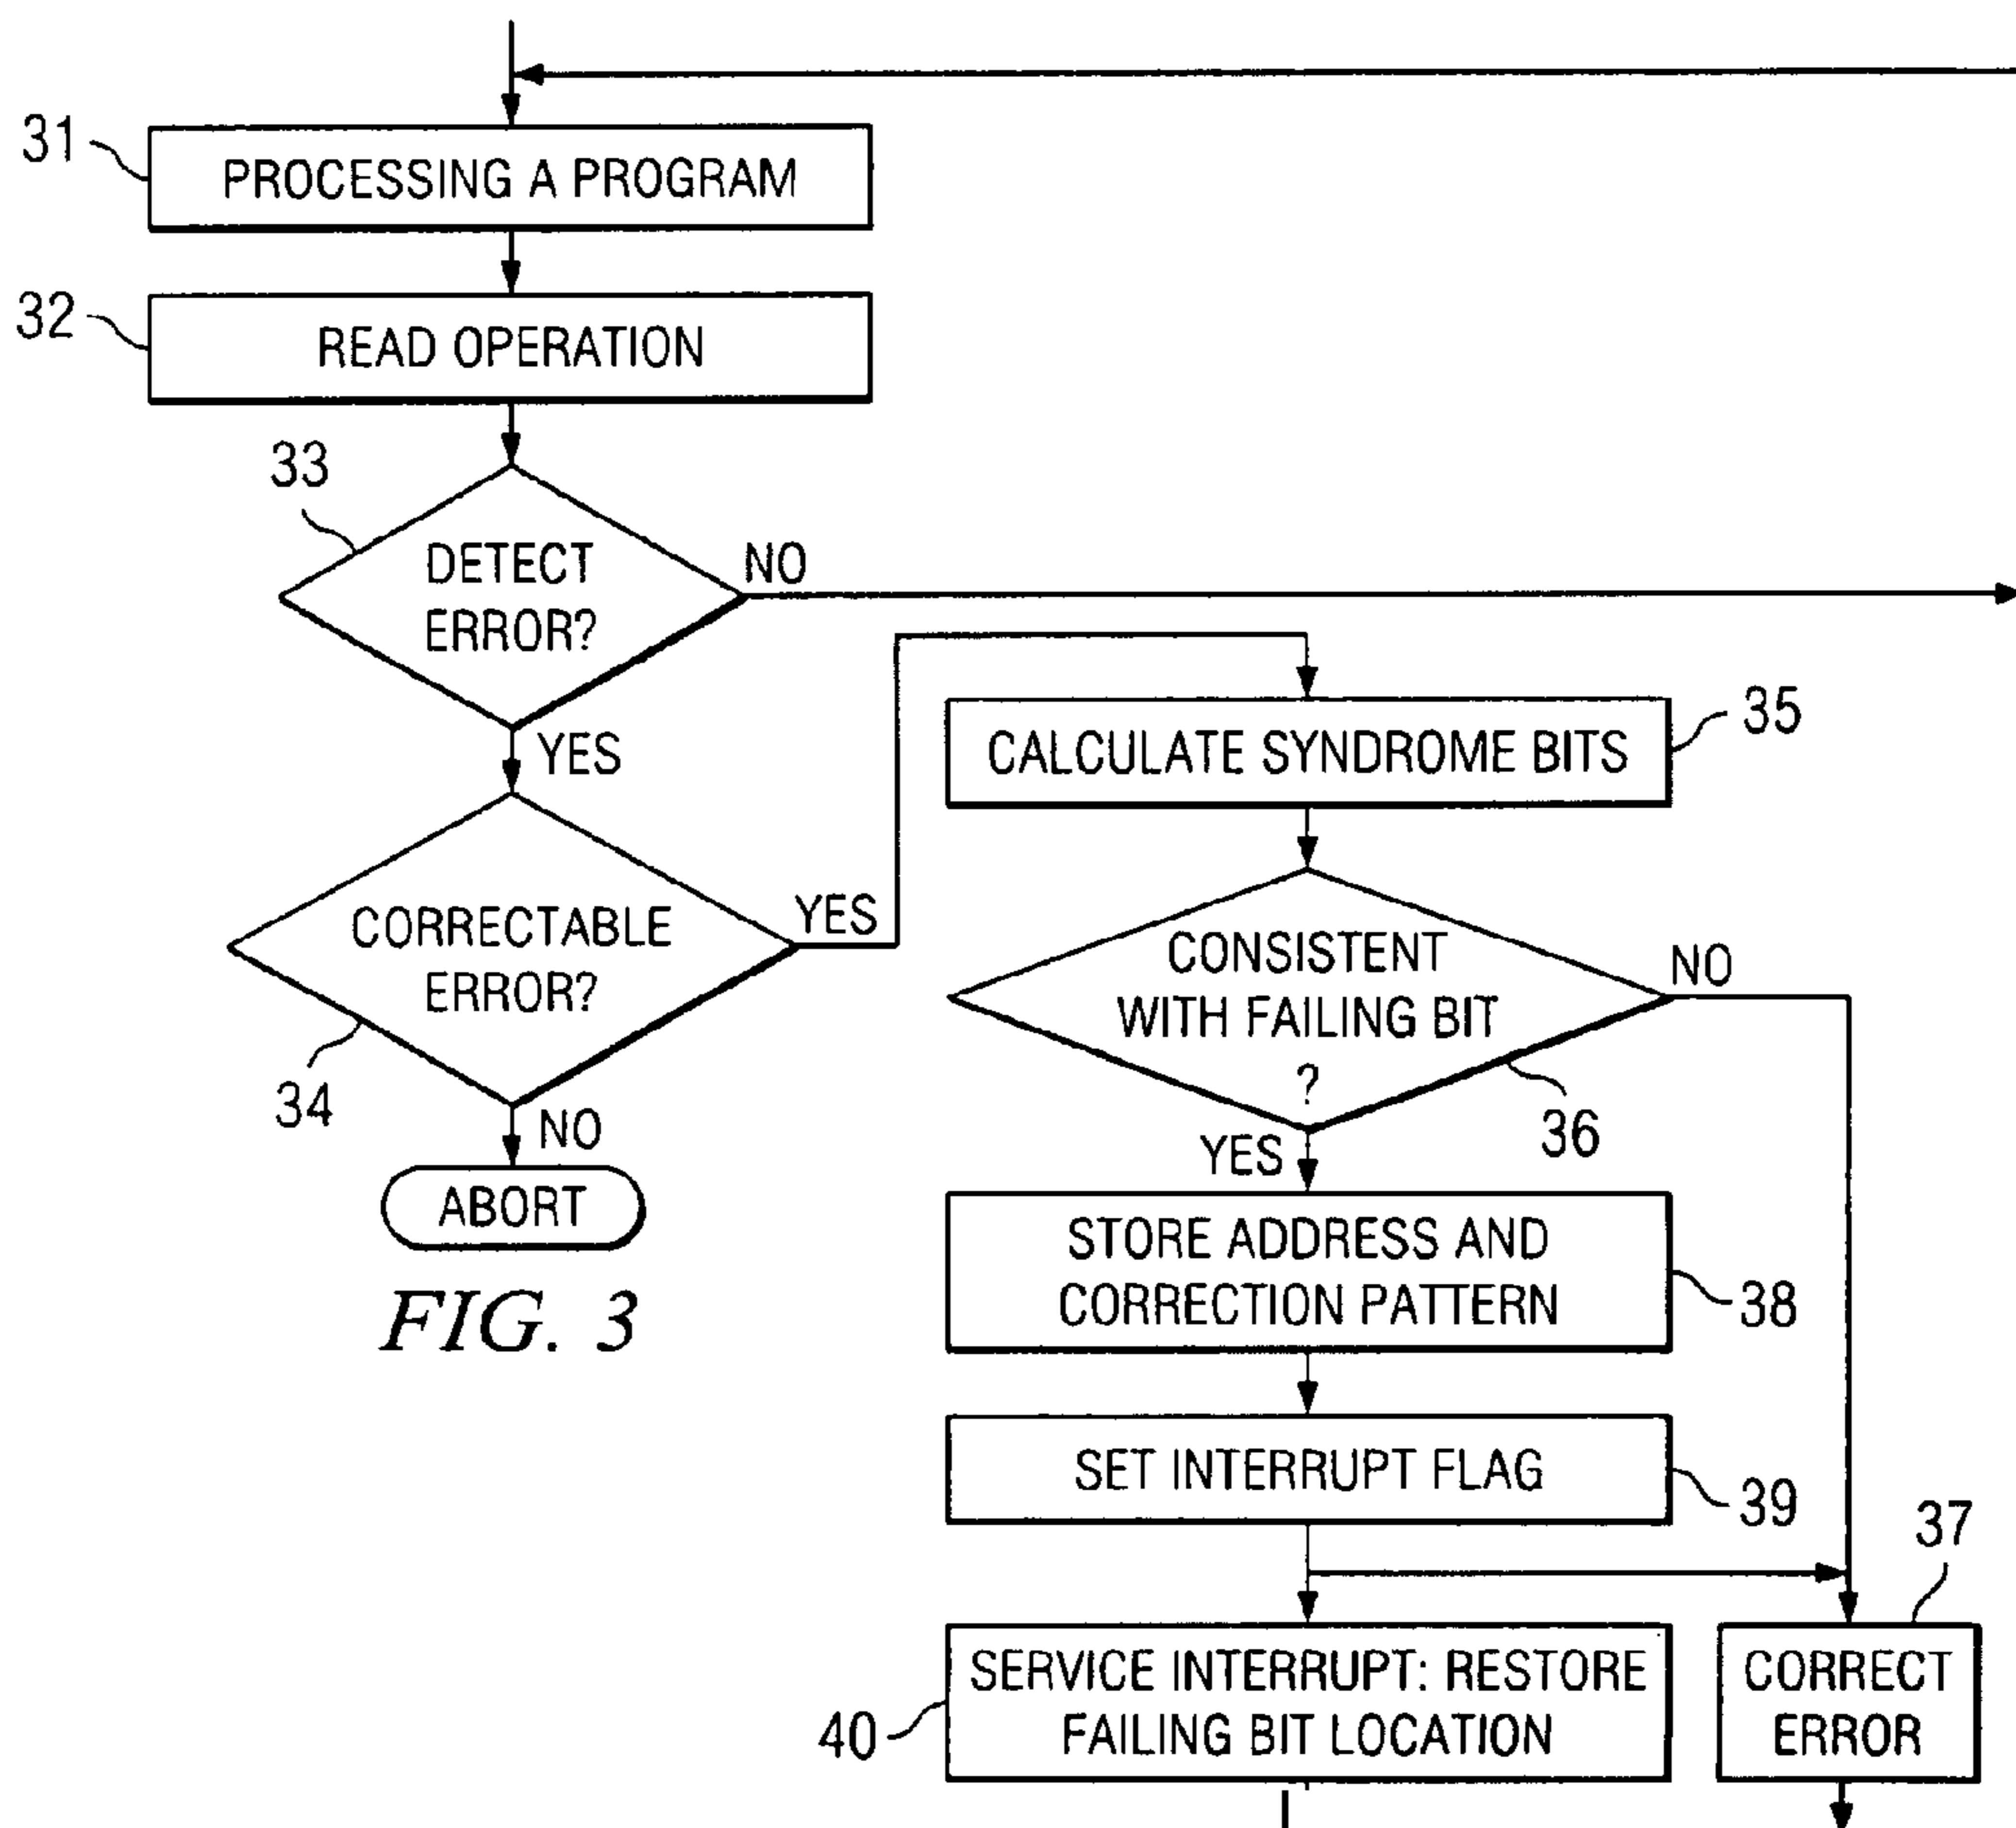 31
PROCESSING A PROGRAM
32
READ OPERATION
33
DETECT
ERROR?
NO
YES
35
CALCULATE SYNDROME BITS
CORRECTABLE
ERROR?
YES
34
NO
ABORT
CONSISTENT
WITH FAILING BIT
?
NO
36
YES
STORE ADDRESS AND
CORRECTION PATTERN
38
FIG. 3
SET INTERRUPT FLAG
39
37
SERVICE INTERRUPT: RESTORE
FAILING BIT LOCATION
40
CORRECT
ERROR